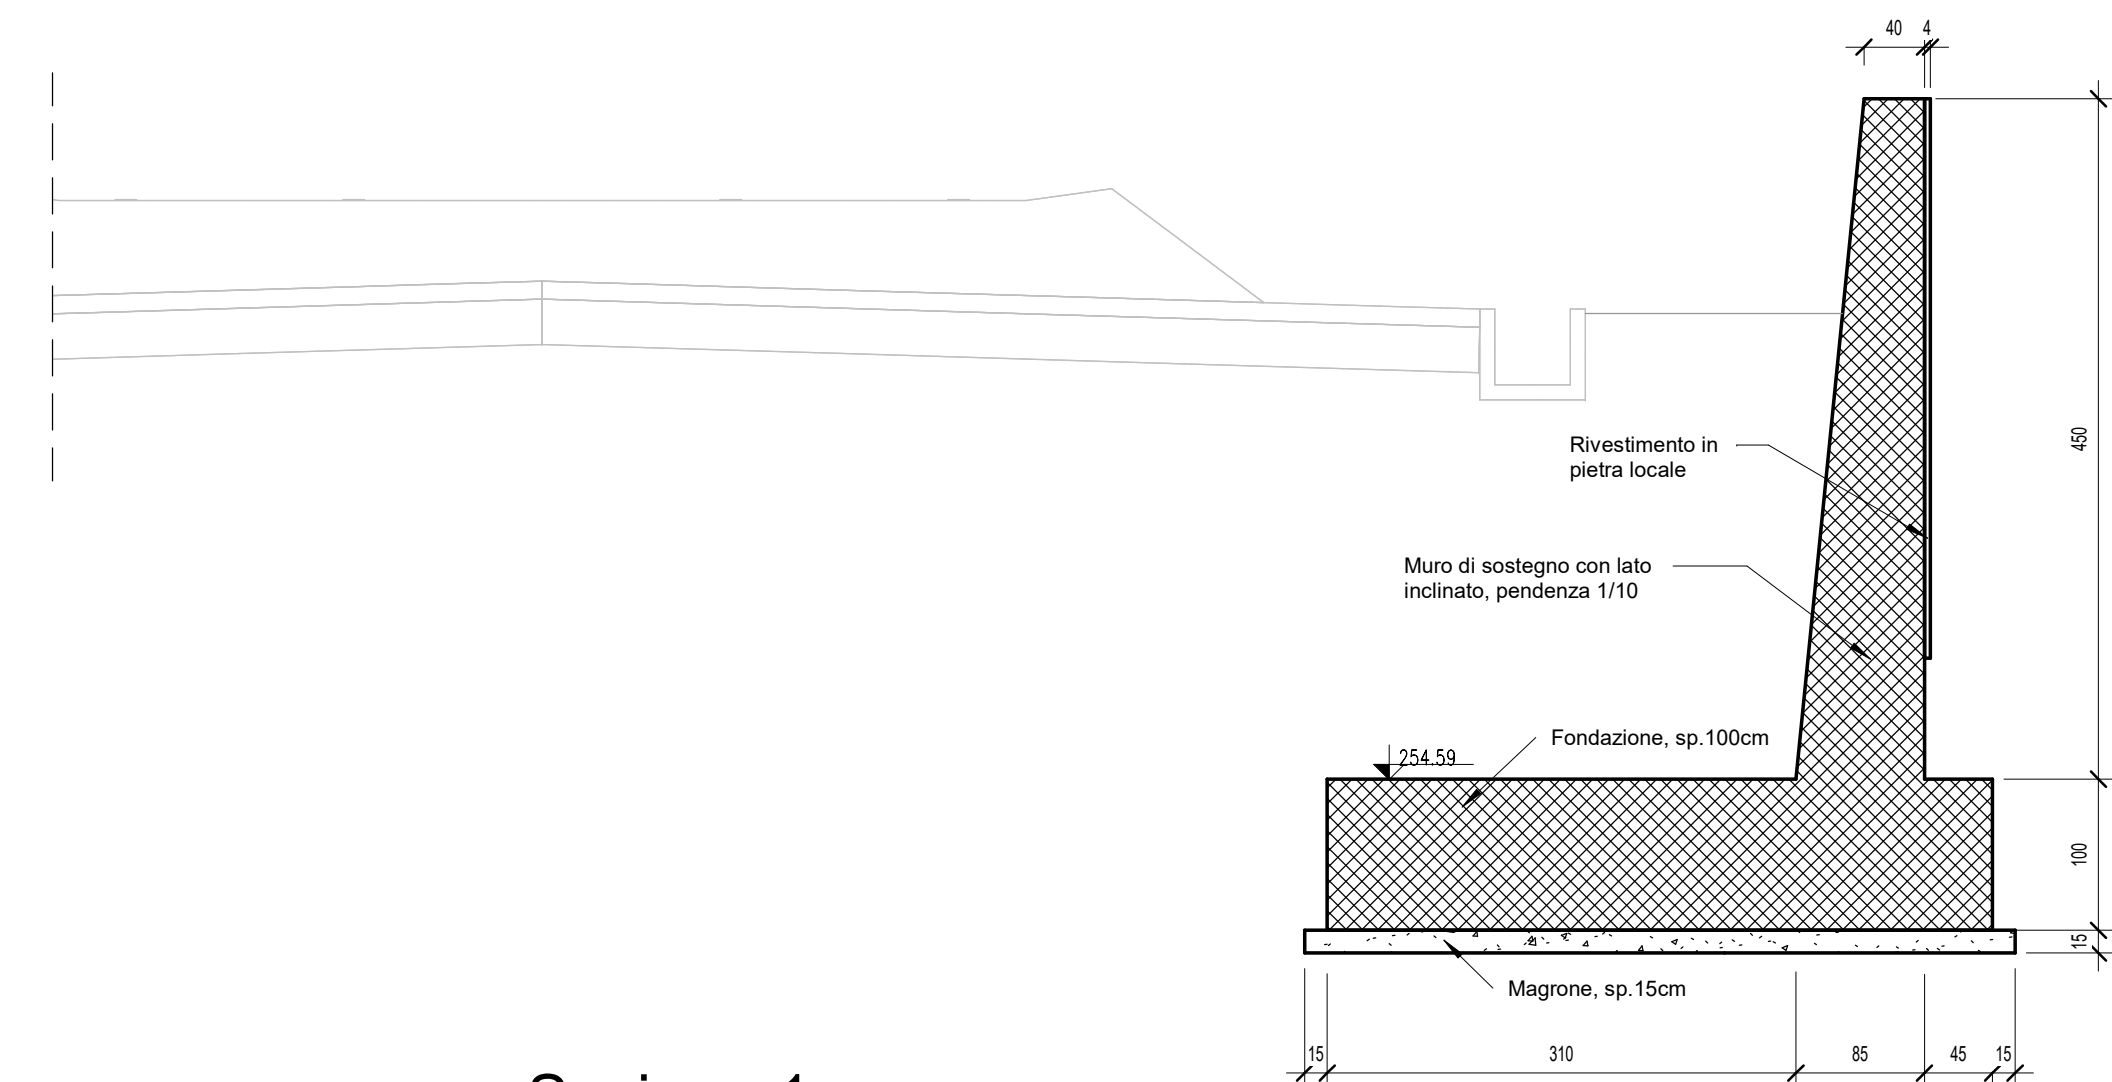 40 4
450
Rivestimento in
pietra locale
Muro di sostegno con lato
inclinato, pendenza 1/10
Fondazione, sp.100cm
254.59
100
15
Magrone, sp.15cm
15 310 85 45 15